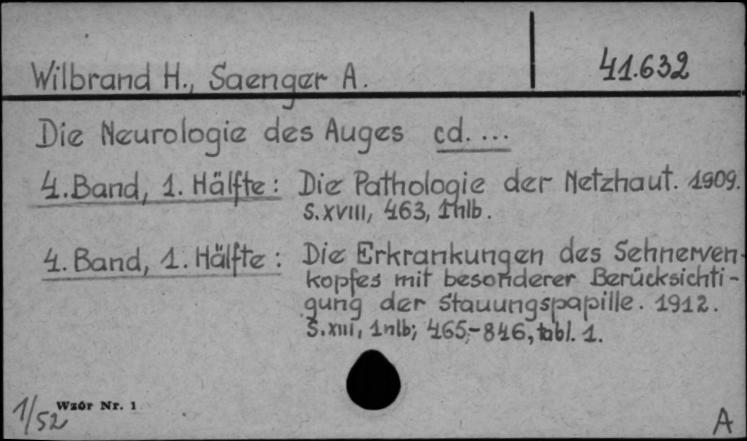 41.632
Wilbrand H., Saenger A.
Die Neurologie des Auges cd. ...
4. Band, 1. Hälfte: Die Pathologie der Netzhaut. 1909.
S. XVIII, 463, 1nlb.
4. Band, 1. Hälfte: Die Erkrankungen des Sehnerven-
kopfes mit besonderer Berücksichti-
gung der Stauungspapille. 1912.
S. XIII, 1nlb; 465-846, tabl. 1.
1/52 Wzór Nr. 1
A